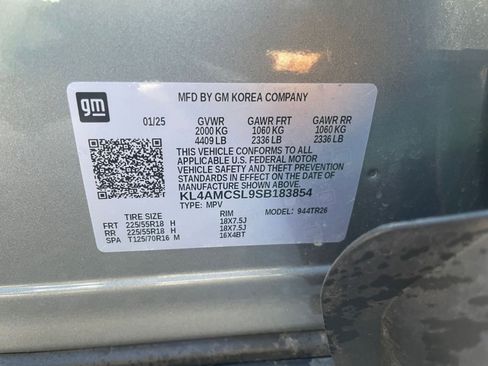 gm
MFD BY GM KOREA COMPANY
01/25 GVWR GAWR FRT GAWR RR
2000 KG 1060 KG 1060 KG
4409 LB 2336 LB 2336 LB
THIS VEHICLE CONFORMS TO ALL
APPLICABLE U.S. FEDERAL MOTOR
VEHICLE SAFETY AND THEFT PREVENTION
STANDARDS IN EFFECT ON THE DATE OF
MANUFACTURE SHOWN ABOVE.
KL4AMCSL9SB183854
TYPE: MPV MODEL: 944TR26
TIRE SIZE RIM
FRT 225/55R18 H 18X7.5J
RR 225/55R18 H 18X7.5J
SPA T125/70R16 M 16X4BT